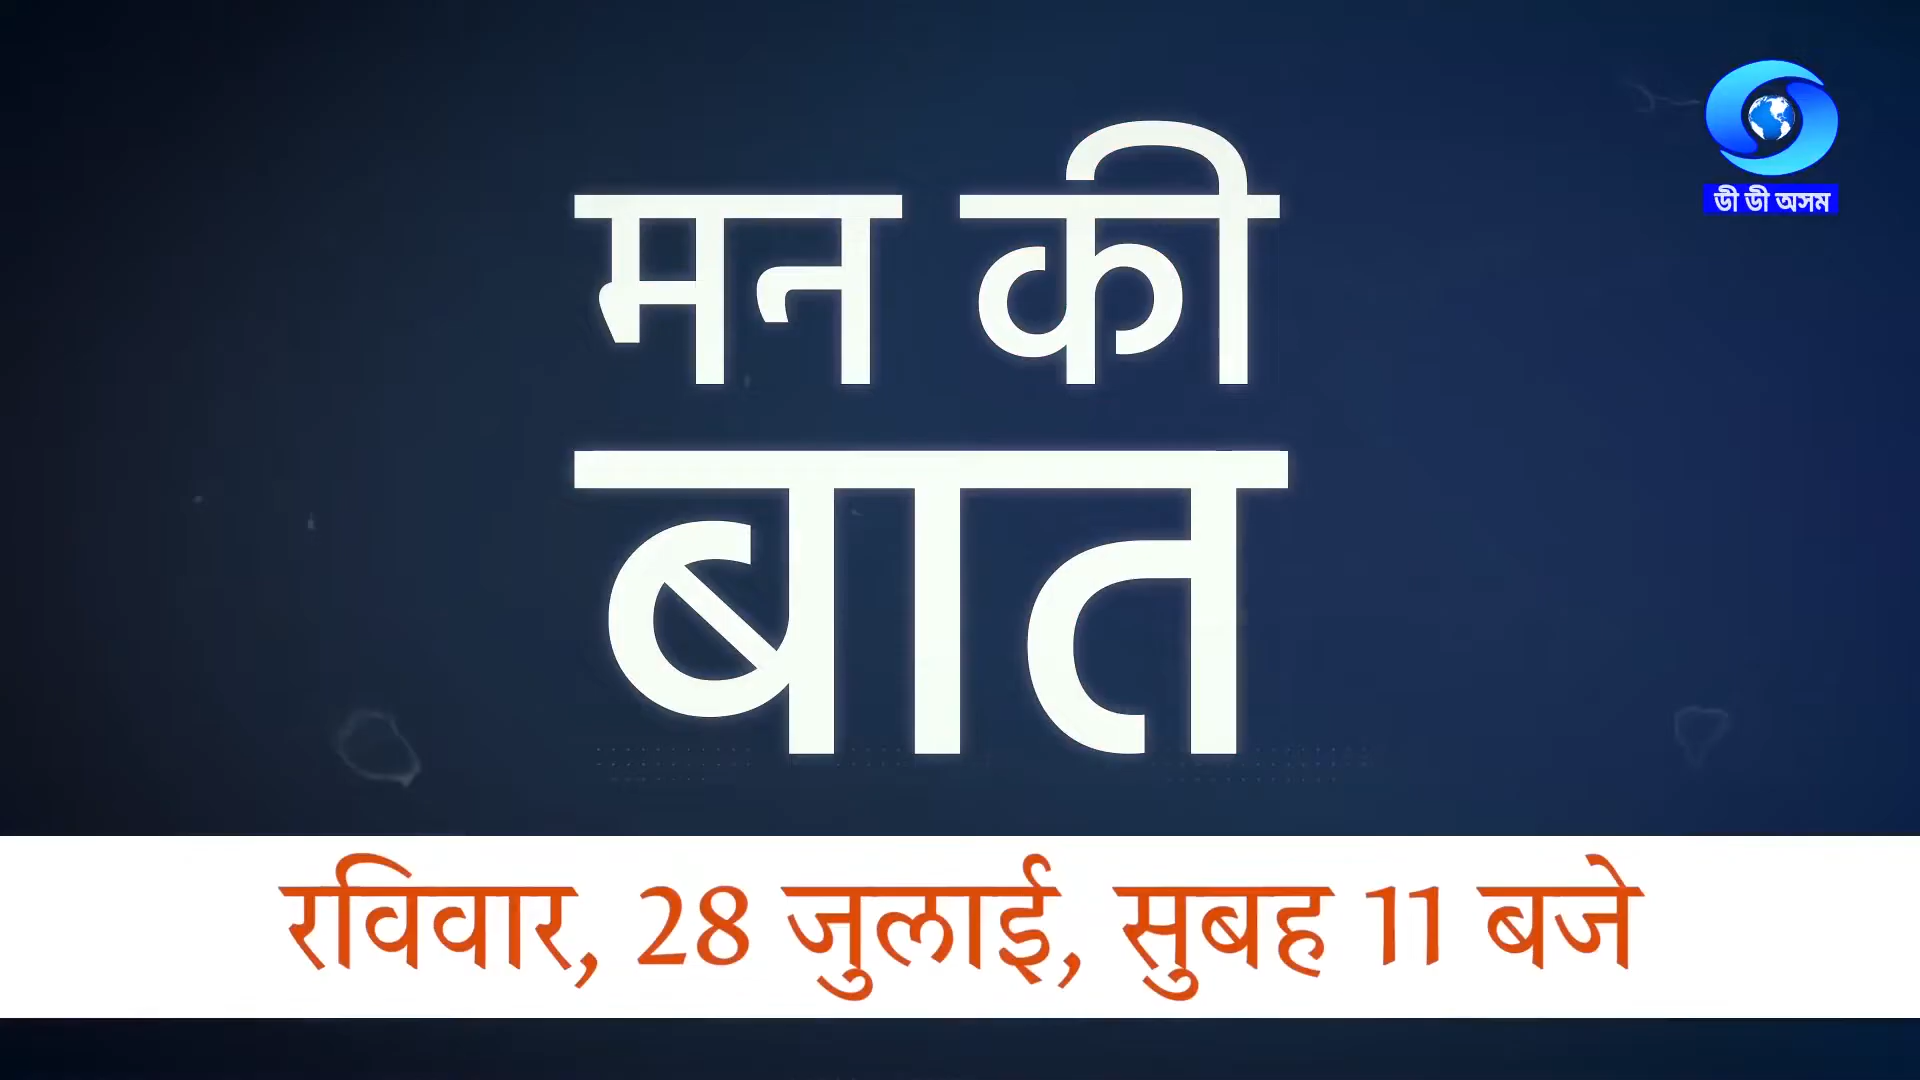 ডী ডী অসম
मन की
बात
रविवार, 28 जुलाई, सुबह 11 बजे